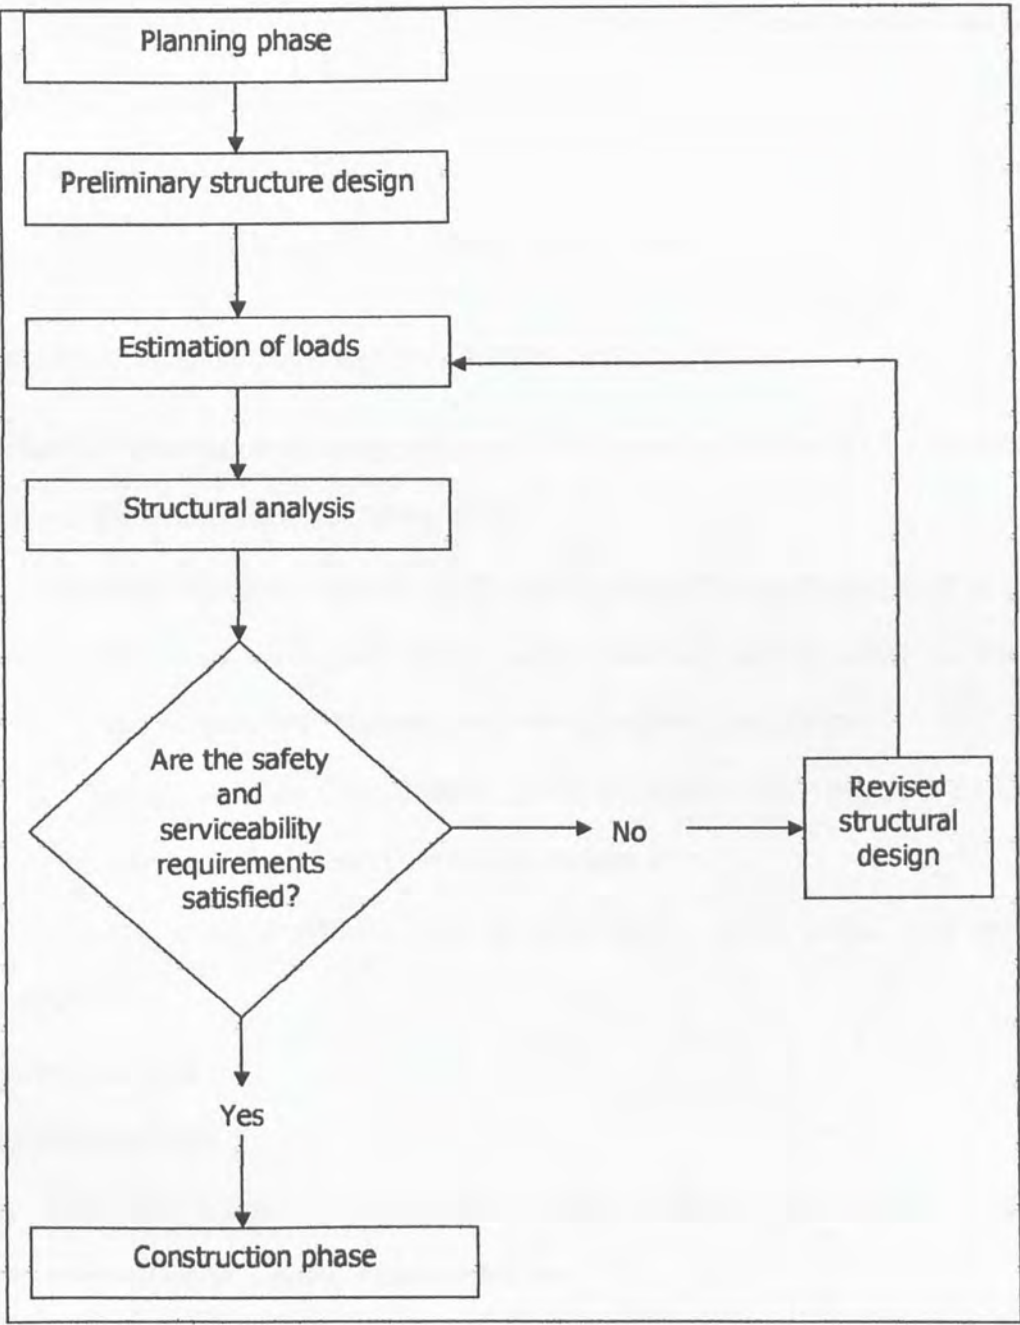 Planning phase
Preliminary structure design
Estimation of loads
Structural analysis
Are the safety
and
serviceability
requirements
satisfied?
No
Revised
structural
design
Yes
Construction phase